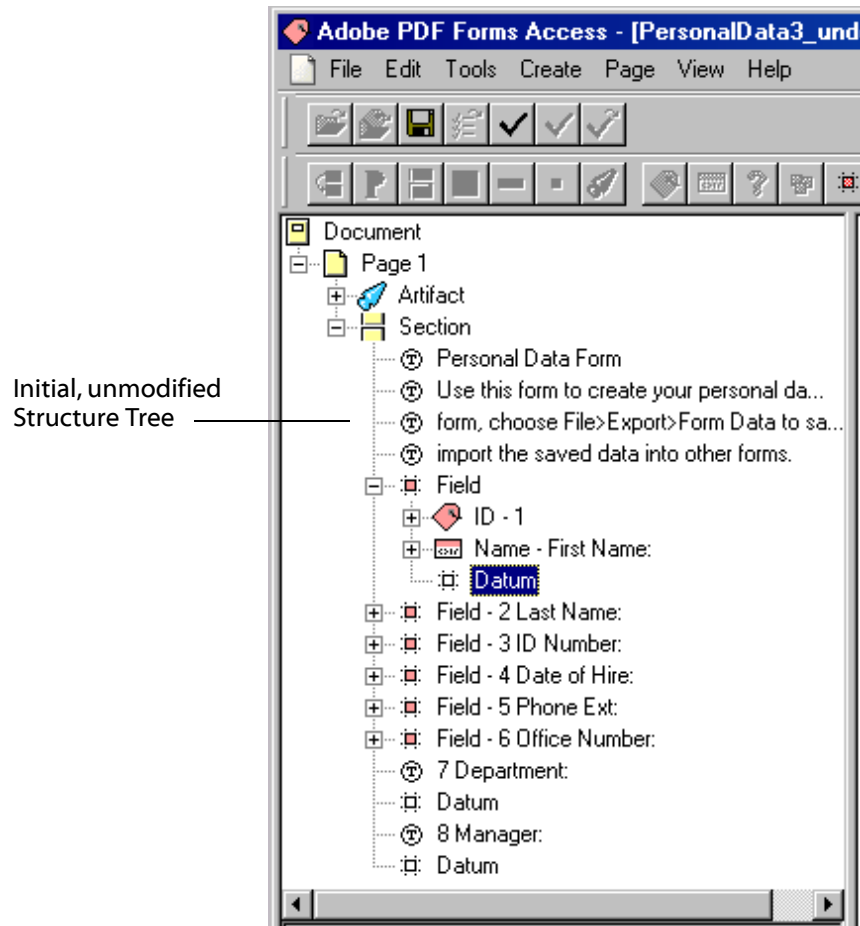 Adobe PDF Forms Access - [PersonalData3_und
File Edit Tools Create Page View Help
Document
Page 1
Artifact
Section
Personal Data Form
Use this form to create your personal da...
Initial, unmodified
Structure Tree
form, choose File>Export>Form Data to sa...
import the saved data into other forms.
Field
ID - 1
Name - First Name:
Datum
Field - 2 Last Name:
Field - 3 ID Number:
Field - 4 Date of Hire:
Field - 5 Phone Ext:
Field - 6 Office Number:
7 Department:
Datum
8 Manager:
Datum